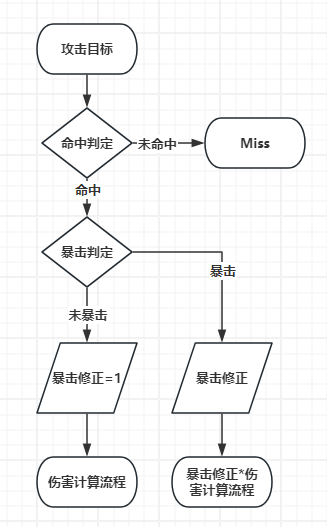 攻击目标
命中判定
未命中
Miss
命中
暴击判定
暴击
未暴击
暴击修正=1
暴击修正
伤害计算流程
暴击修正*伤
害计算流程